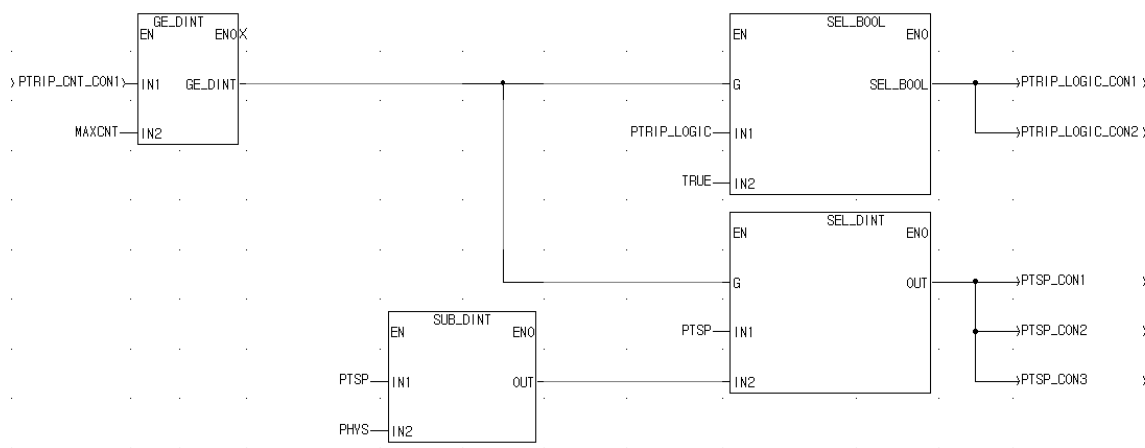 GE_DINT
EN ENO
PTRIP_CNT_CON1 IN1 GE_DINT
MAXCNT IN2
SEL_BOOL
EN ENO
G SEL_BOOL PTRIP_LOGIC_CON1
PTRIP_LOGIC IN1 PTRIP_LOGIC_CON2
TRUE IN2
SEL_DINT
EN ENO
G OUT PTSP_CON1
PTSP IN1 PTSP_CON2
IN2 PTSP_CON3
SUB_DINT
EN ENO
PTSP IN1 OUT
PHYS IN2